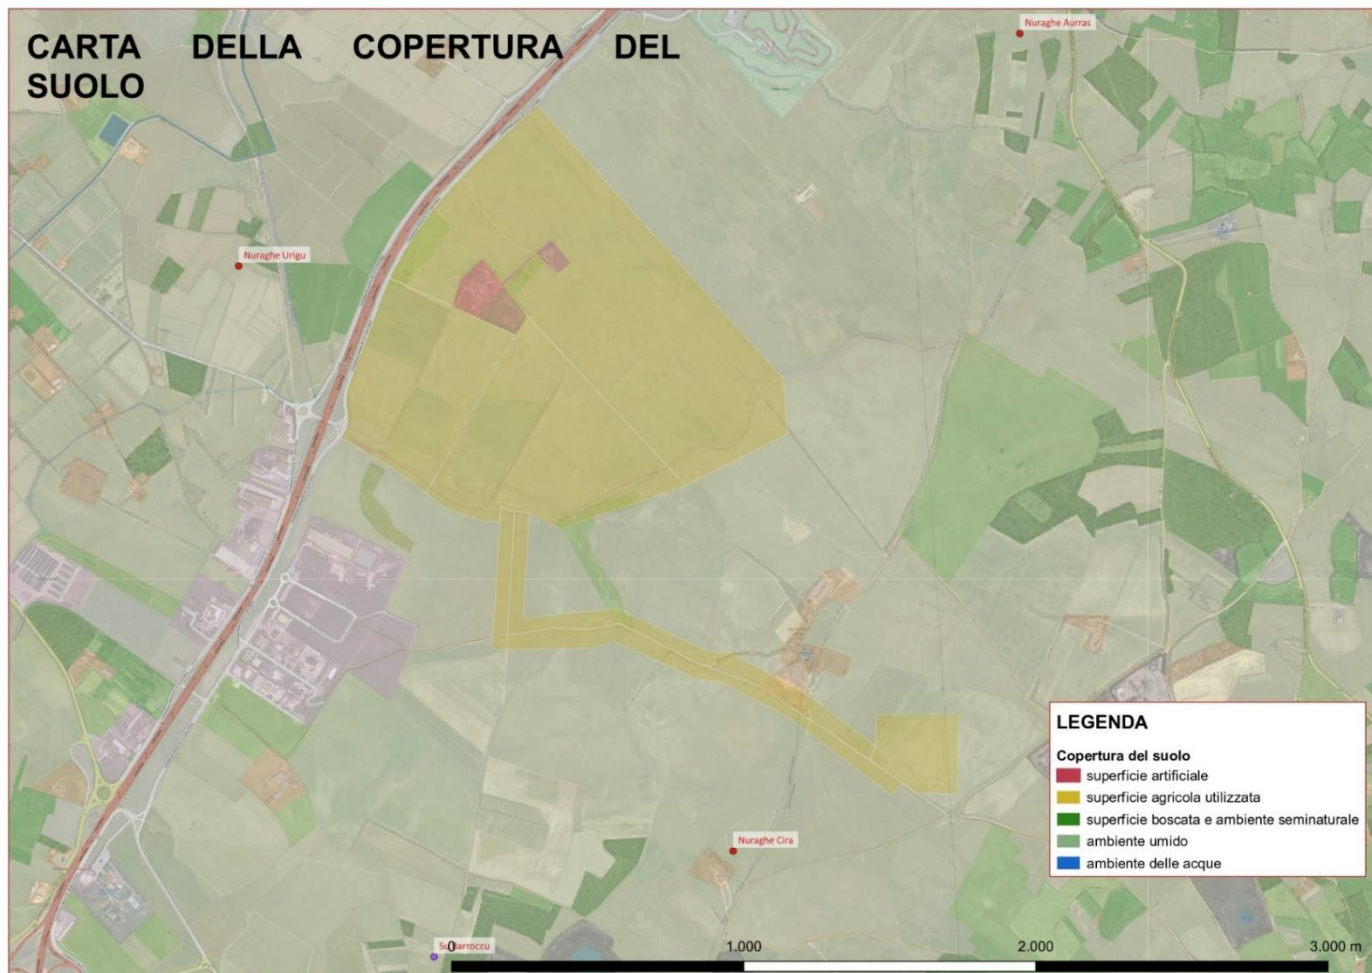 CARTA DELLA COPERTURA DEL
SUOLO
Nuraghe Aurras
Nuraghe Urigu
Nuraghe Cira
LEGENDA
Copertura del suolo
superficie artificiale
superficie agricola utilizzata
superficie boscata e ambiente seminaturale
ambiente umido
ambiente delle acque
0
1.000
2.000
3.000 m